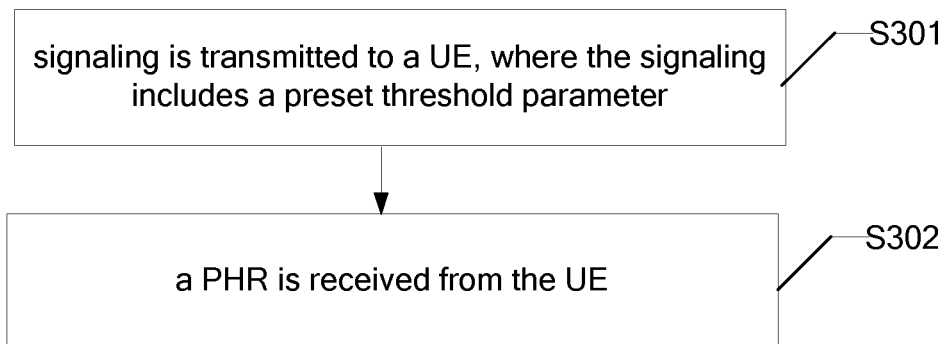 signaling is transmitted to a UE, where the signaling
includes a preset threshold parameter
S301
a PHR is received from the UE
S302